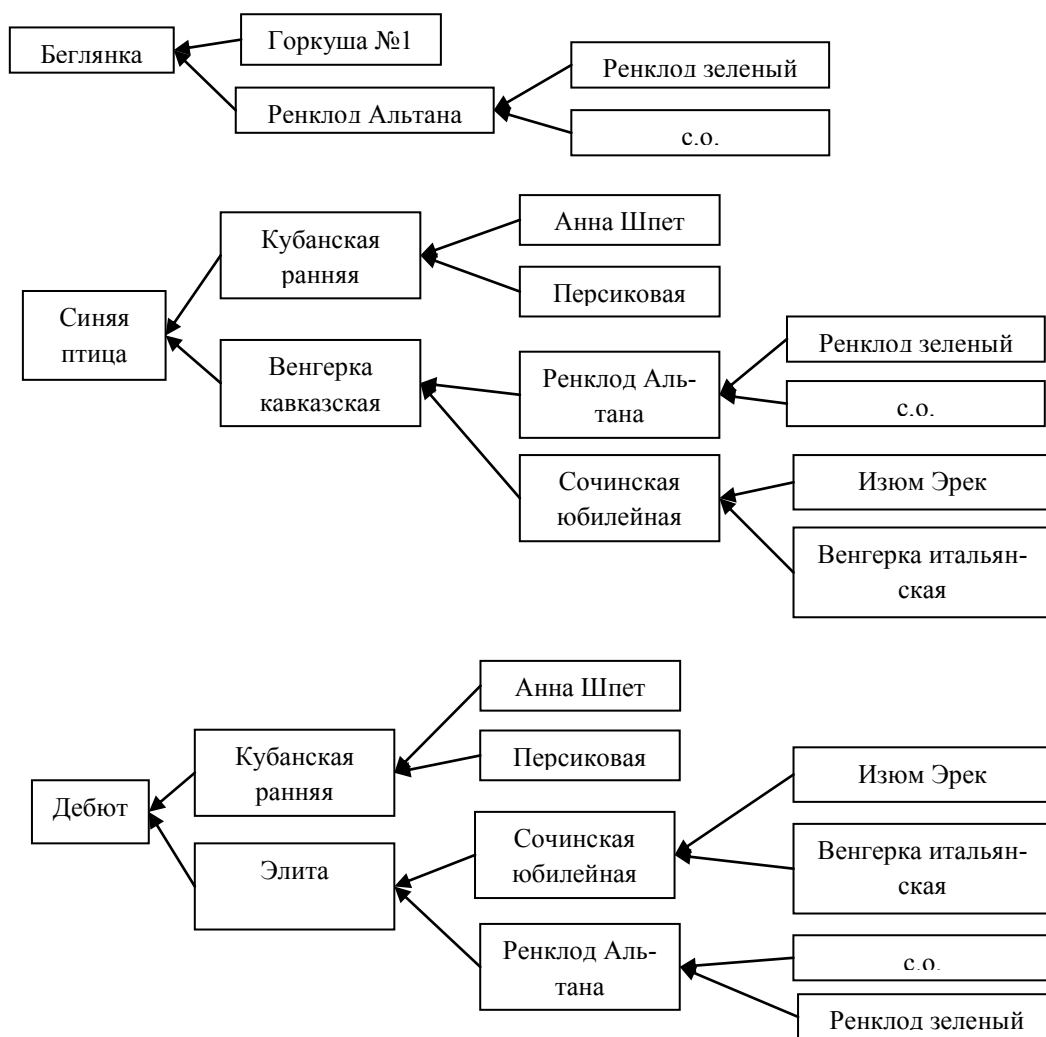 Беглянка
Горкуша №1
Ренклод Альтана
Ренклод зеленый
с.о.
Синяя
птица
Кубанская
ранняя
Анна Шпет
Персиковая
Венгерка
кавказская
Ренклод Аль-
тана
Ренклод зеленый
с.о.
Сочинская
юбилейная
Изюм Эрек
Венгерка итальян-
ская
Дебют
Кубанская
ранняя
Анна Шпет
Персиковая
Элита
Сочинская
юбилейная
Изюм Эрек
Венгерка итальян-
ская
Ренклод Аль-
тана
с.о.
Ренклод зеленый